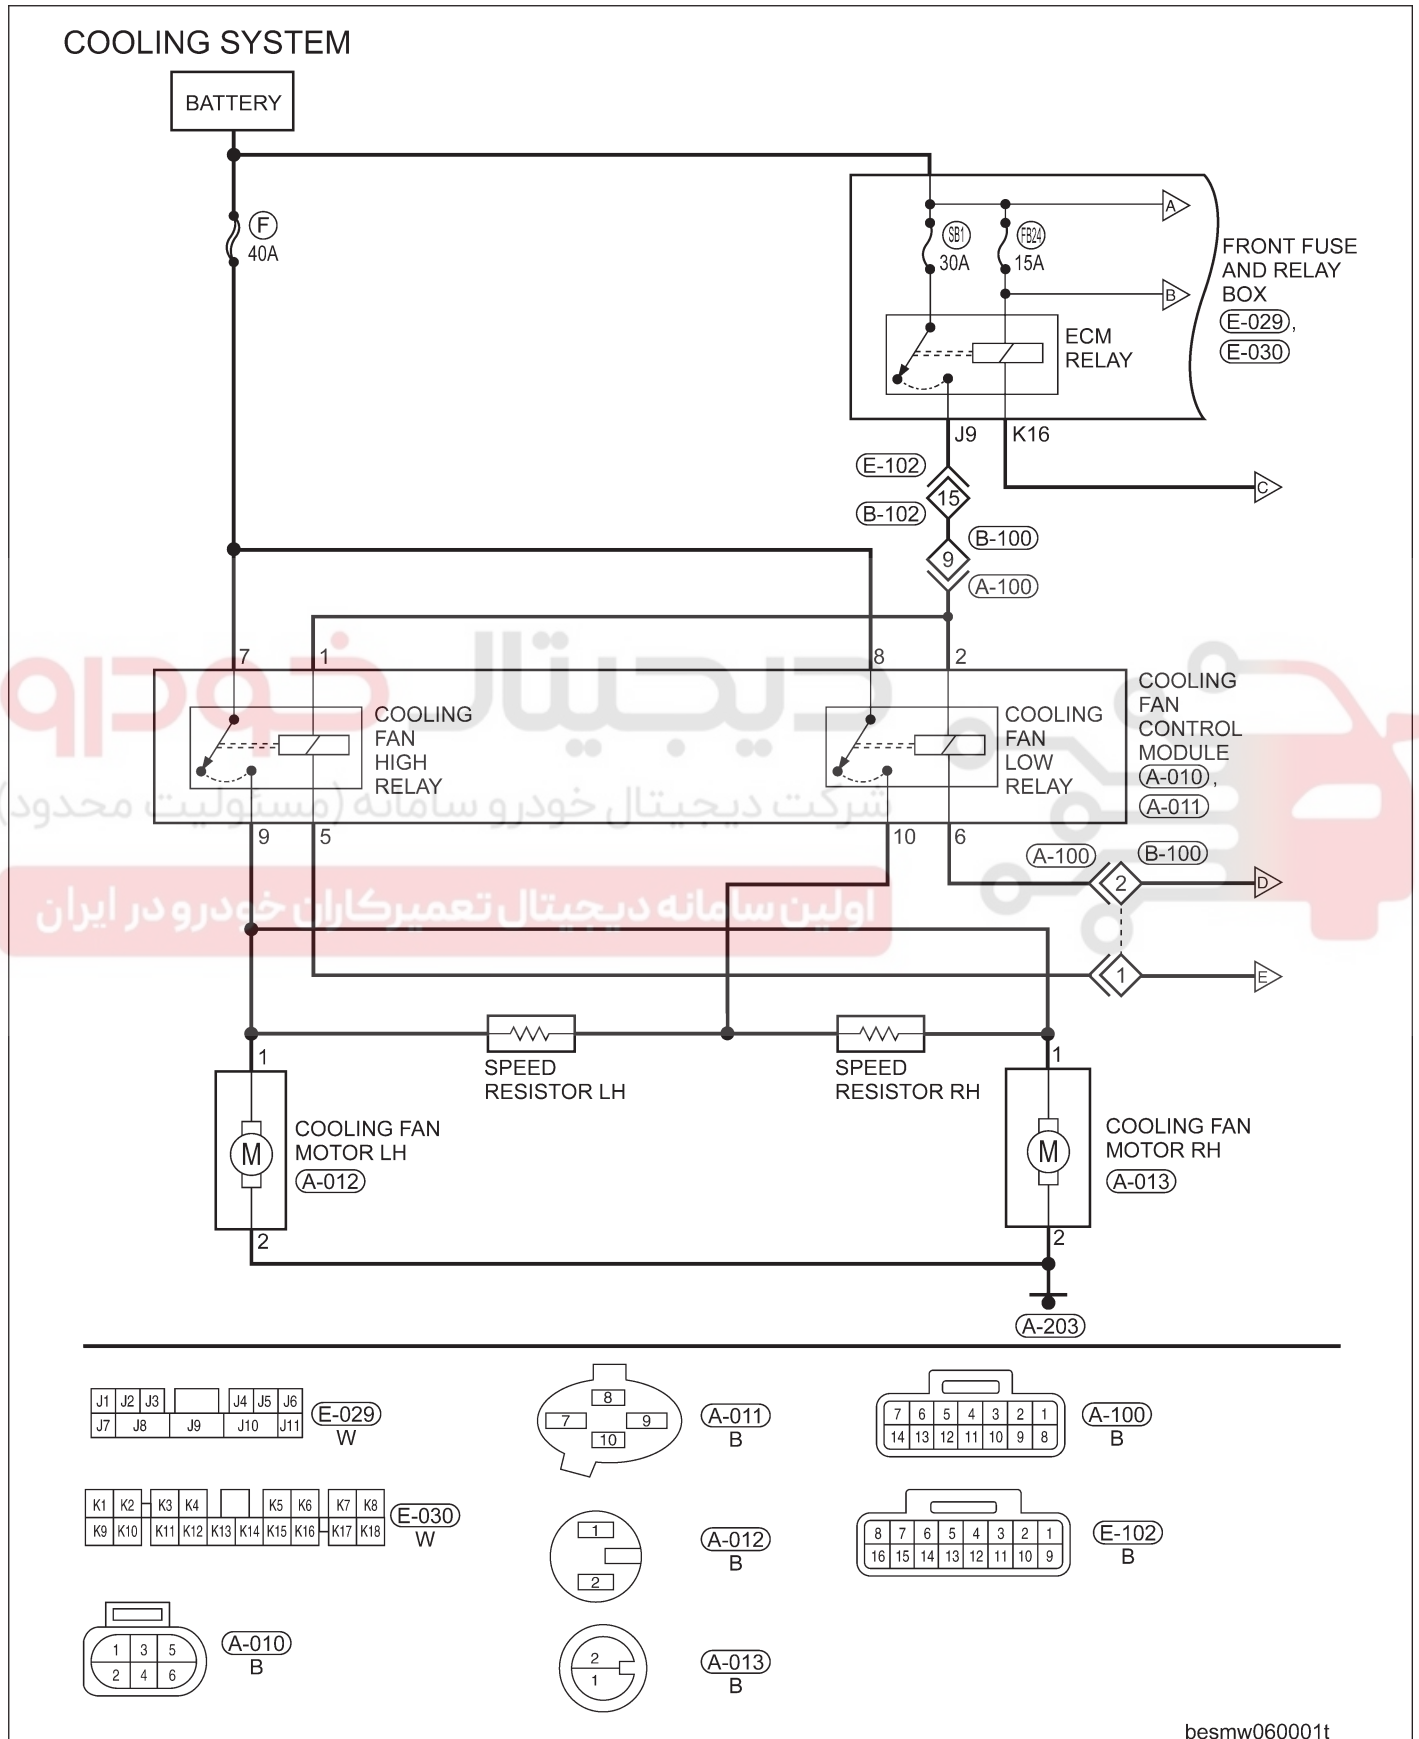 COOLING SYSTEM
BATTERY
F
40A
SB1
30A
FB24
15A
A
B
FRONT FUSE
AND RELAY
BOX
E-029,
E-030
ECM
RELAY
J9
K16
E-102
15
C
B-102
B-100
9
A-100
7
1
8
2
دیجیتال خودرو
شرکت دیجیتال خودرو سامانه (مسئولیت محدود)
اولین سامانه دیجیتال تعمیرکاران خودرو در ایران
COOLING
FAN
HIGH
RELAY
COOLING
FAN
LOW
RELAY
COOLING
FAN
CONTROL
MODULE
A-010,
A-011
9
5
10
6
A-100
B-100
2
D
1
E
SPEED
RESISTOR LH
SPEED
RESISTOR RH
1
1
M
COOLING FAN
MOTOR LH
A-012
M
COOLING FAN
MOTOR RH
A-013
2
2
A-203
J1 J2 J3 J4 J5 J6
J7 J8 J9 J10 J11
E-029
W
8
7 9
10
A-011
B
7 6 5 4 3 2 1
14 13 12 11 10 9 8
A-100
B
K1 K2 K3 K4 K5 K6 K7 K8
K9 K10 K11 K12 K13 K14 K15 K16 K17 K18
E-030
W
1
2
A-012
B
8 7 6 5 4 3 2 1
16 15 14 13 12 11 10 9
E-102
B
1 3 5
2 4 6
A-010
B
2
1
A-013
B
besmw060001t